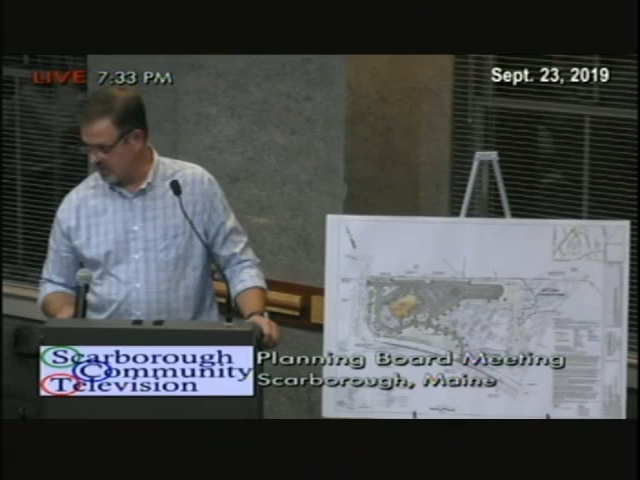 LIVE 7:33 PM
Sept. 23, 2019
Scarborough
Community
Television
Planning Board Meeting
Scarborough, Maine